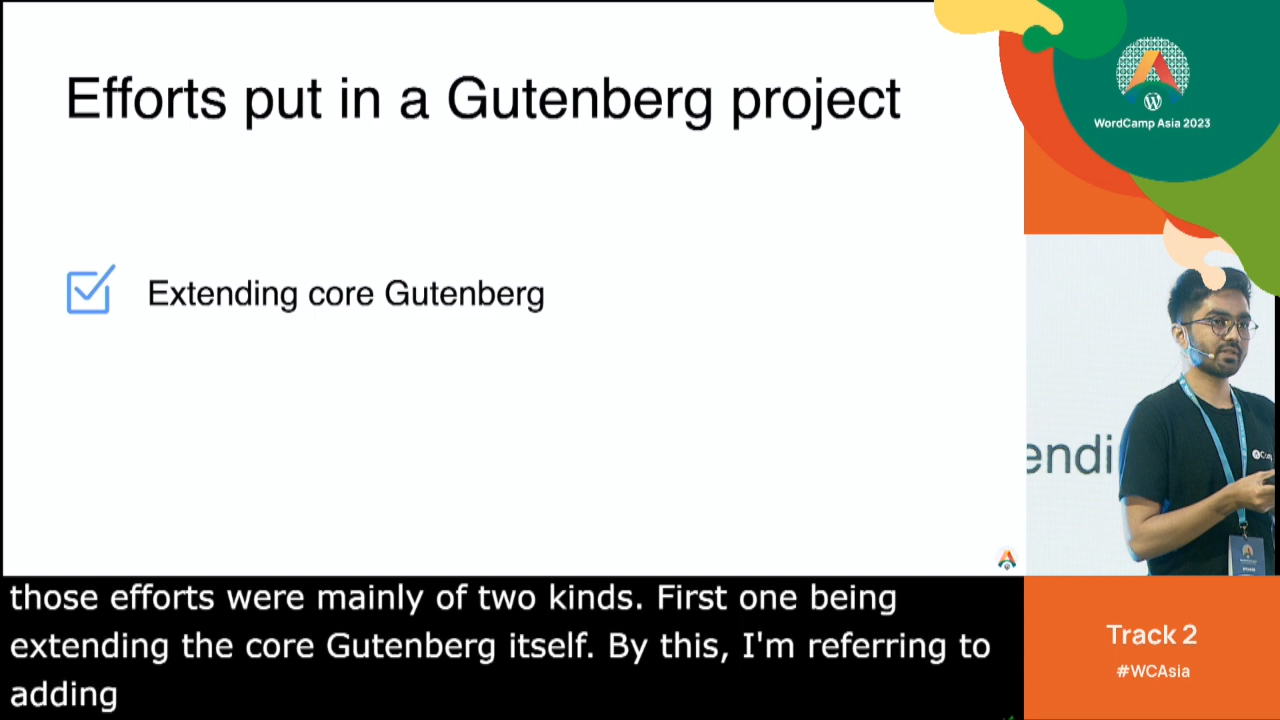 Efforts put in a Gutenberg project
Extending core Gutenberg
WordCamp Asia 2023
endi
those efforts were mainly of two kinds. First one being
extending the core Gutenberg itself. By this, I'm referring to
adding
Track 2
#WCAsia